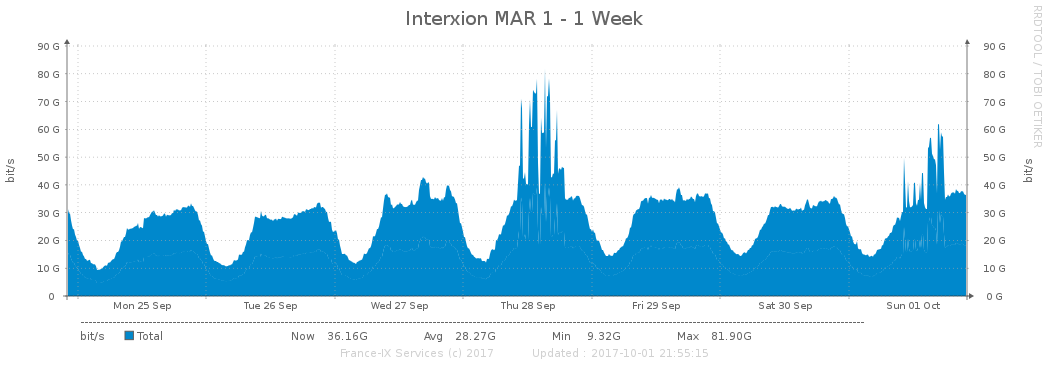 Interxion MAR 1 - 1 Week
RRDTOOL / TOBI OETIKER
90 G 90 G
80 G 80 G
70 G 70 G
60 G 60 G
50 G 50 G
40 G 40 G
30 G 30 G
20 G 20 G
10 G 10 G
0 0 G
bit/s bit/s
Mon 25 Sep Tue 26 Sep Wed 27 Sep Thu 28 Sep Fri 29 Sep Sat 30 Sep Sun 01 Oct
bit/s Total Now 36.16G Avg 28.27G Min 9.32G Max 81.90G
France-IX Services (c) 2017 Updated : 2017-10-01 21:55:15